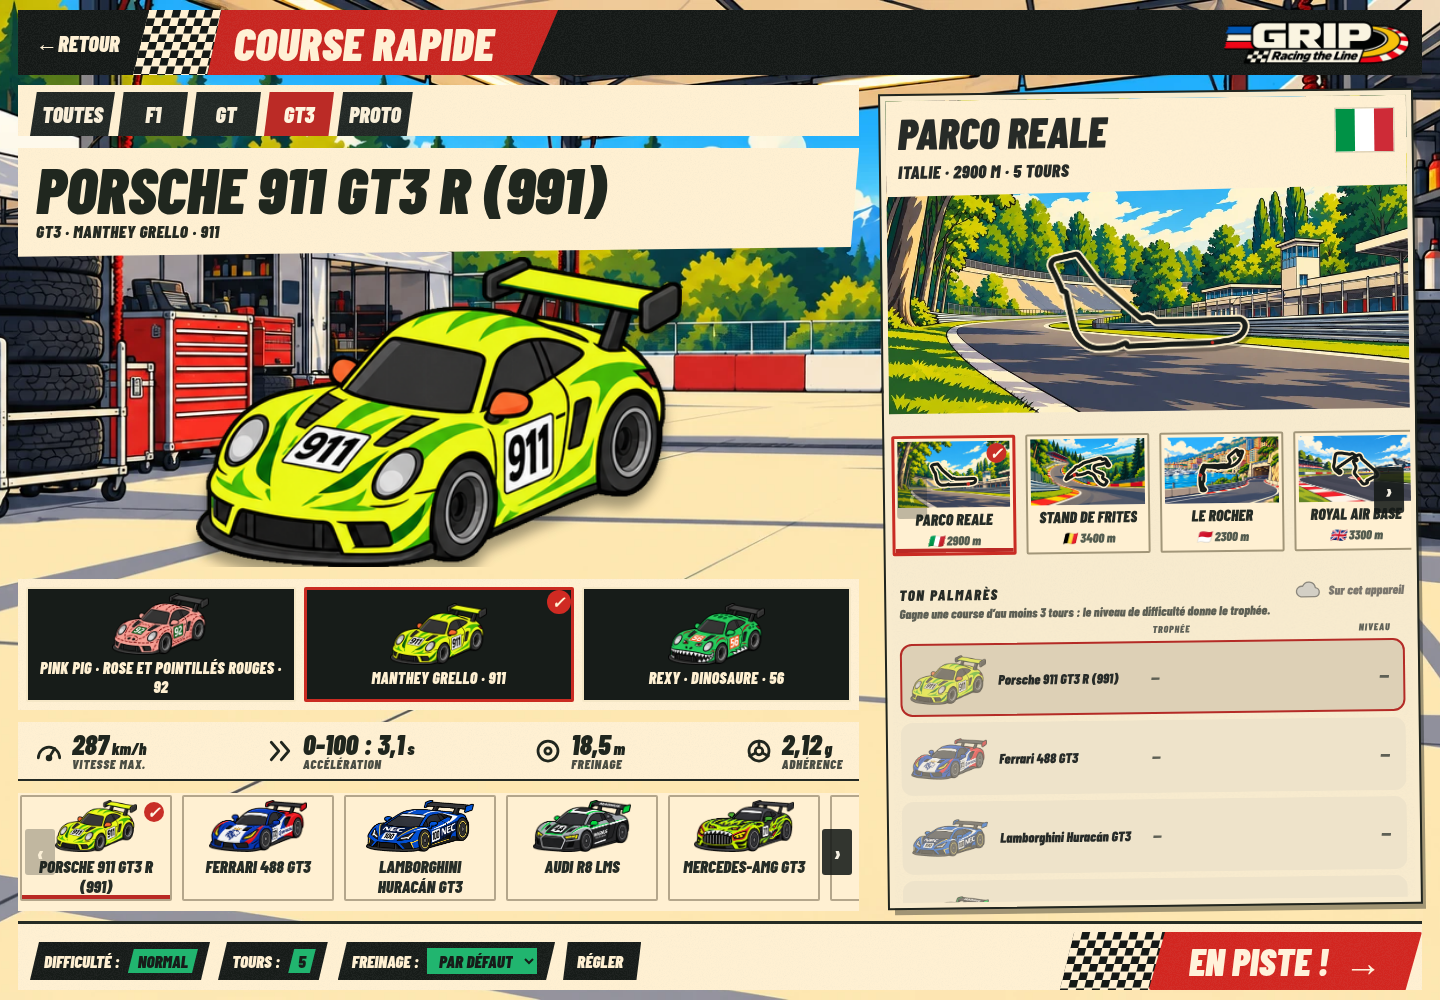 ← RETOUR
COURSE RAPIDE
GRIP
Racing the Line
TOUTES
F1
GT
GT3
PROTO
PORSCHE 911 GT3 R (991)
GT3 · MANTHEY GRELLO · 911
911
911
PINK PIG · ROSE ET POINTILLÉS ROUGES ·
92
MANTHEY GRELLO · 911
REXY · DINOSAURE · 56
287 km/h
VITESSE MAX.
0-100 : 3,1 s
ACCÉLÉRATION
18,5 m
FREINAGE
2,12 g
ADHÉRENCE
PORSCHE 911 GT3 R
(991)
FERRARI 488 GT3
LAMBORGHINI
HURACÁN GT3
AUDI R8 LMS
MERCEDES-AMG GT3
PARCO REALE
ITALIE · 2900 M · 5 TOURS
PARCO REALE
2900 m
STAND DE FRITES
3400 m
LE ROCHER
2300 m
ROYAL AIR BASE
3300 m
TON PALMARÈS
Sur cet appareil
Gagne une course d'au moins 3 tours : le niveau de difficulté donne le trophée.
TROPHÉE
NIVEAU
Porsche 911 GT3 R (991) – –
Ferrari 488 GT3 – –
Lamborghini Huracán GT3 – –
DIFFICULTÉ : NORMAL
TOURS : 5
FREINAGE : PAR DÉFAUT
RÉGLER
EN PISTE ! →